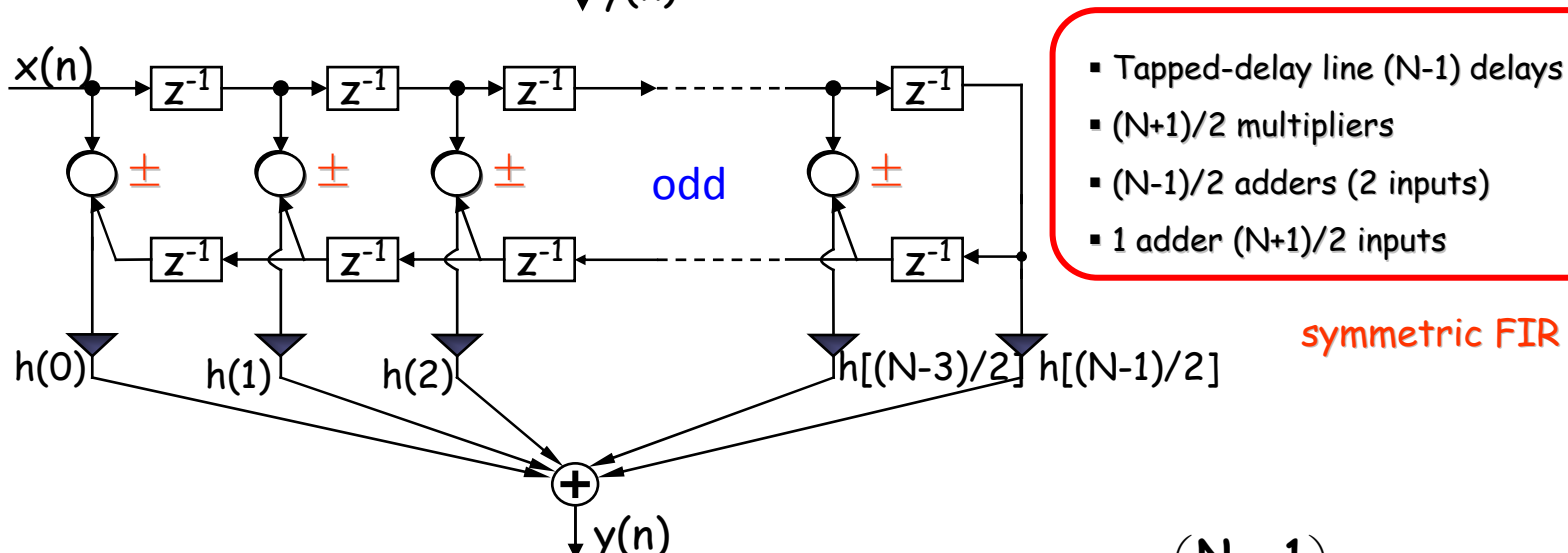 x(n)
z-1 z-1 z-1 z-1
± ± ± ±
odd
z-1 z-1 z-1 z-1
h(0) h(1) h(2) h[(N-3)/2] h[(N-1)/2]
+
y(n)
▪ Tapped-delay line (N-1) delays
▪ (N+1)/2 multipliers
▪ (N-1)/2 adders (2 inputs)
▪ 1 adder (N+1)/2 inputs
symmetric FIR